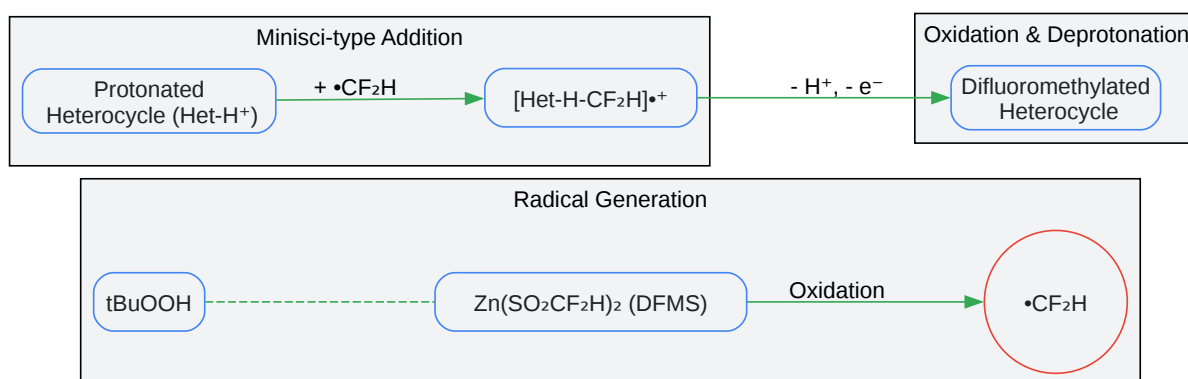 Minisci-type Addition
Oxidation & Deprotonation
Protonated
Heterocycle (Het-H⁺)
+ •CF₂H
[Het-H-CF₂H]•⁺
- H⁺, - e⁻
Difluoromethylated
Heterocycle
Radical Generation
tBuOOH
Zn(SO₂CF₂H)₂ (DFMS)
Oxidation
•CF₂H